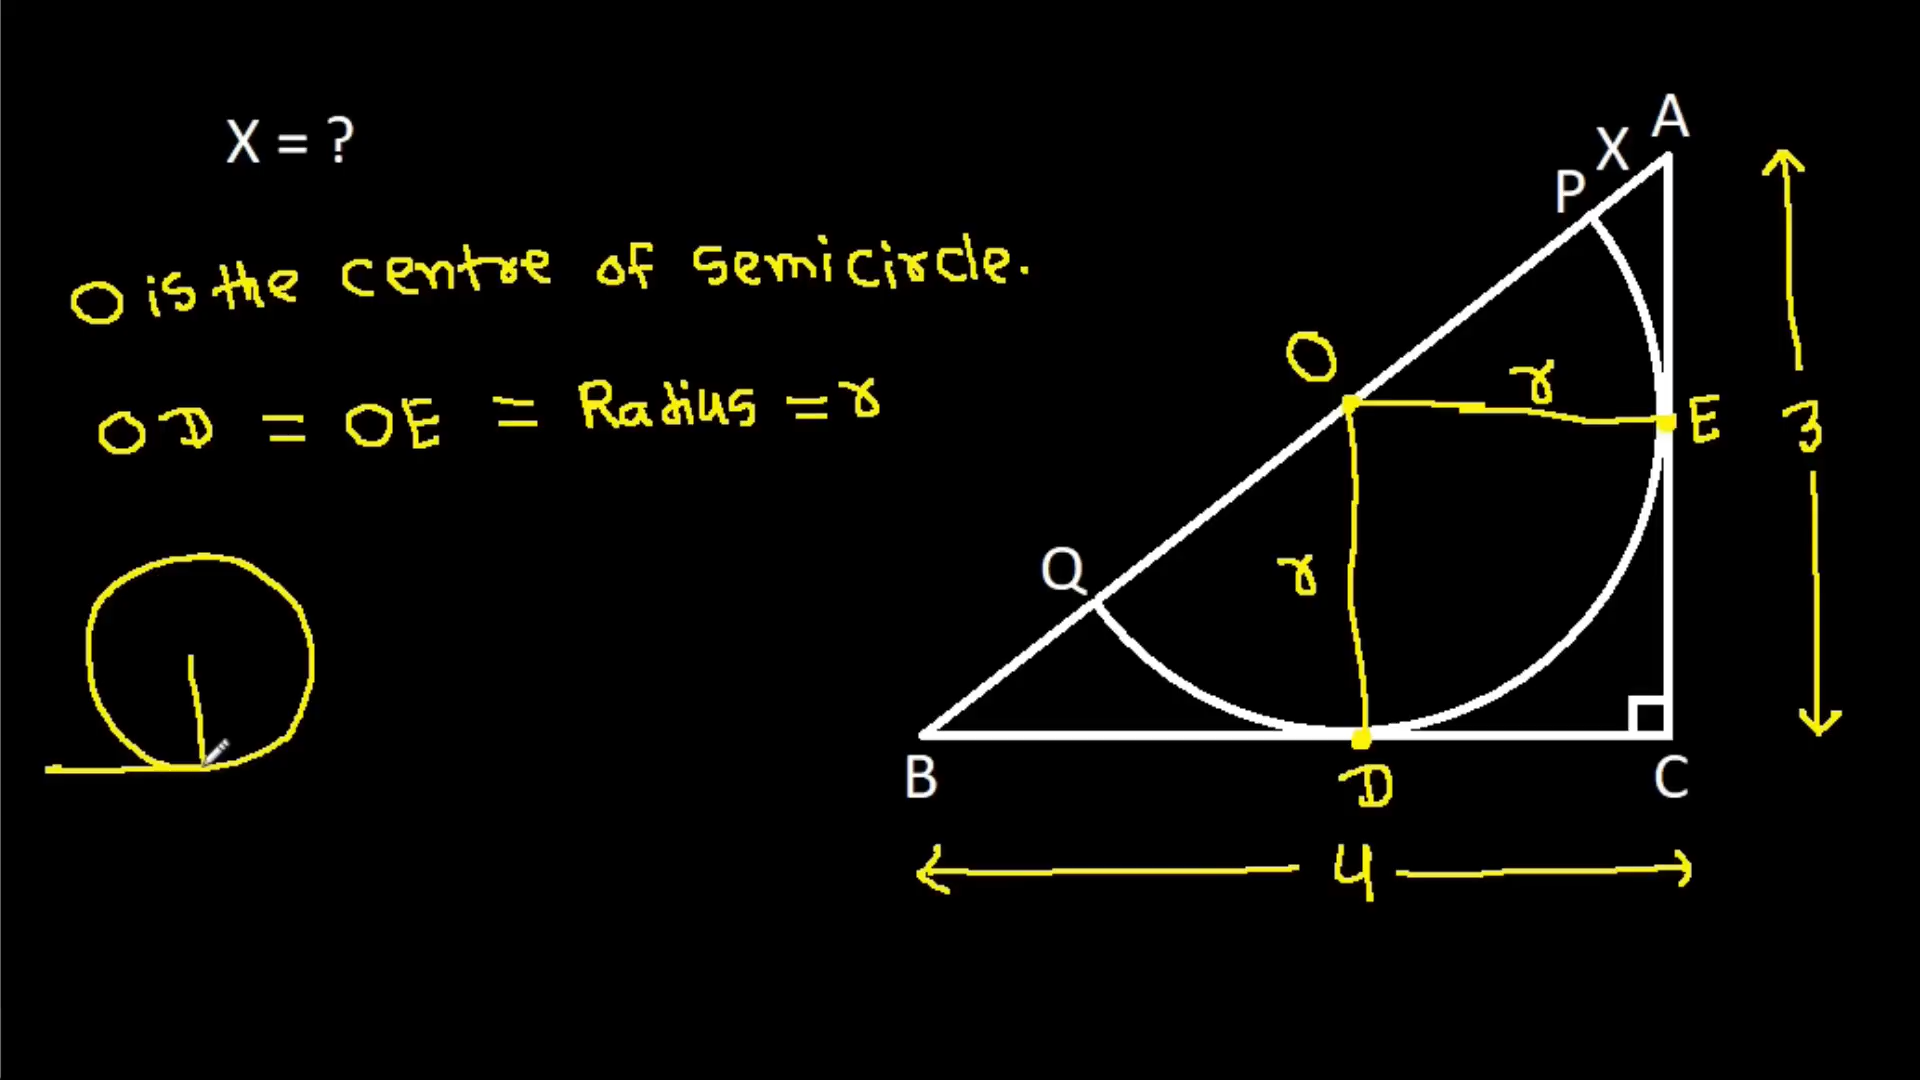 X = ?
O is the centre of semicircle.
OD = OE = Radius = r
A
X
P
O
r
E
3
Q
r
B
D
C
4